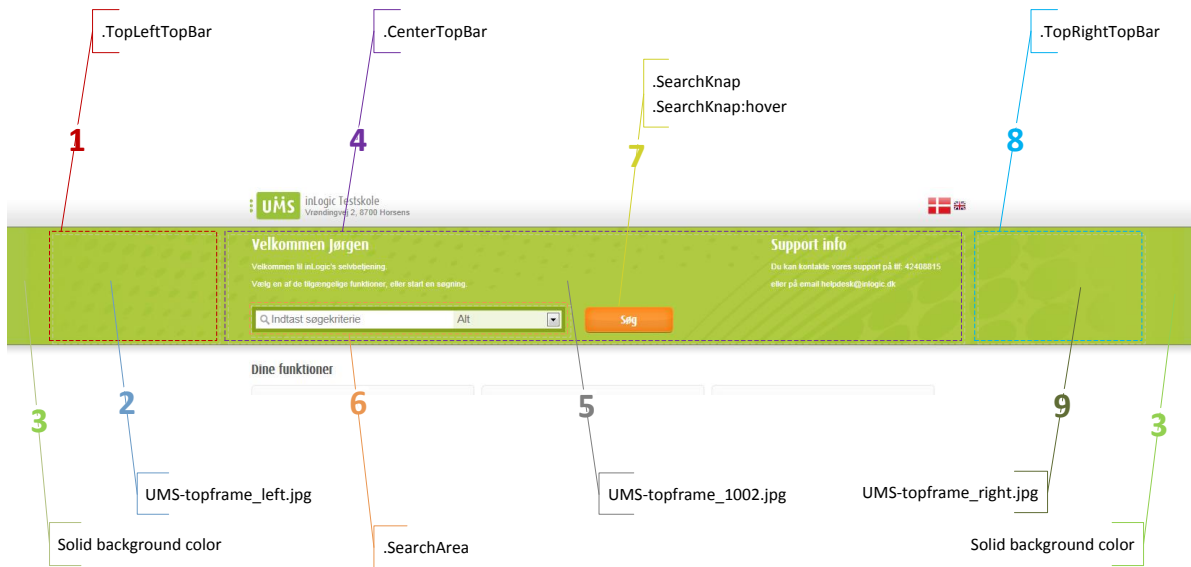 .TopLeftTopBar
.CenterTopBar
.TopRightTopBar
.SearchKnap
.SearchKnap:hover
1
4
7
8
UMS
inLogic Testskole
Vrøndingvej 2, 8700 Horsens
Velkommen Jørgen
Velkommen til inLogic's selvbetjening.
Vælg en af de tilgængelige funktioner, eller start en søgning.
Support info
Du kan kontakte vores support på tlf: 42408815
eller på email helpdesk@inlogic.dk
Indtast søgekriterie
Alt
Søg
Dine funktioner
3
2
6
5
9
3
UMS-topframe_left.jpg
UMS-topframe_1002.jpg
UMS-topframe_right.jpg
Solid background color
.SearchArea
Solid background color